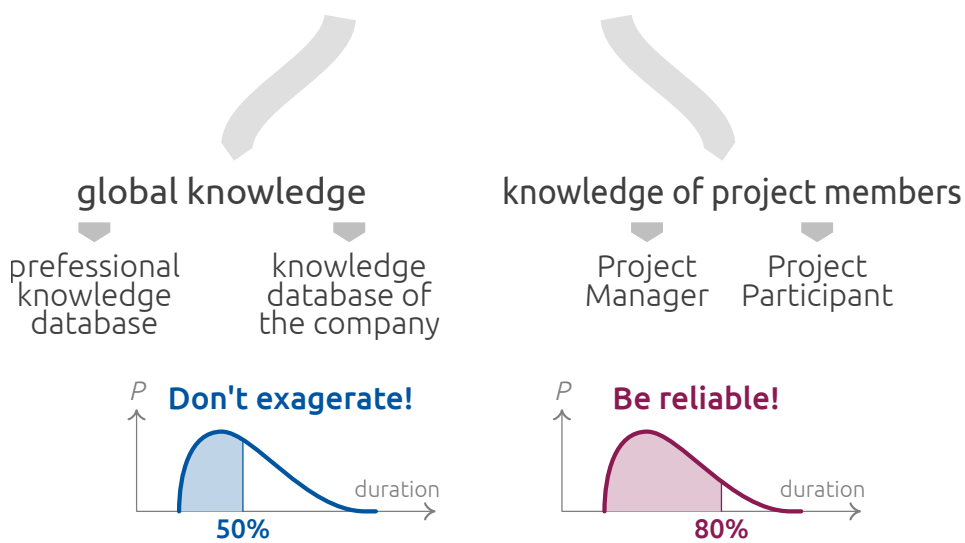 global knowledge
knowledge of project members
prefessional
knowledge
database
knowledge
database of
the company
Project
Manager
Project
Participant
P
Don't exagerate!
duration
50%
P
Be reliable!
duration
80%